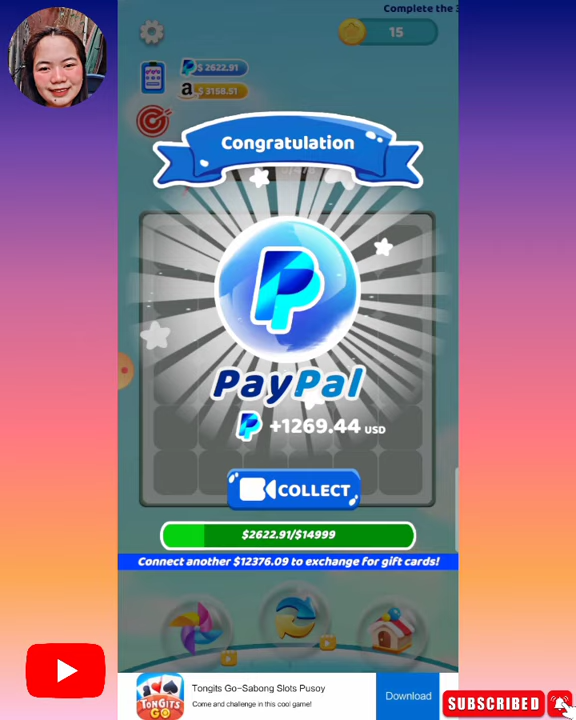 Complete the
15
$ 2622.91
a $ 3158.51
Congratulation
PayPal
+1269.44 USD
COLLECT
$2622.91/$14999
Connect another $12376.09 to exchange for gift cards!
Tongits Go-Sabong Slots Pusoy
Come and challenge in this cool game!
Download
TONGITS
GO
SUBSCRIBED